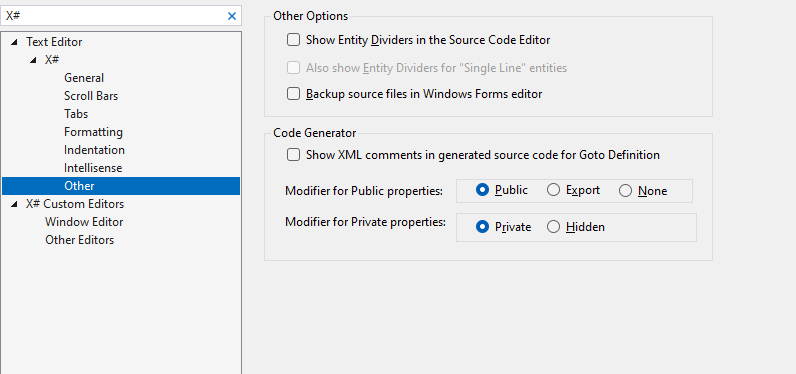 X#
Text Editor
X#
General
Scroll Bars
Tabs
Formatting
Indentation
Intellisense
Other
X# Custom Editors
Window Editor
Other Editors
Other Options
Show Entity Dividers in the Source Code Editor
Also show Entity Dividers for "Single Line" entities
Backup source files in Windows Forms editor
Code Generator
Show XML comments in generated source code for Goto Definition
Modifier for Public properties: Public Export None
Modifier for Private properties: Private Hidden